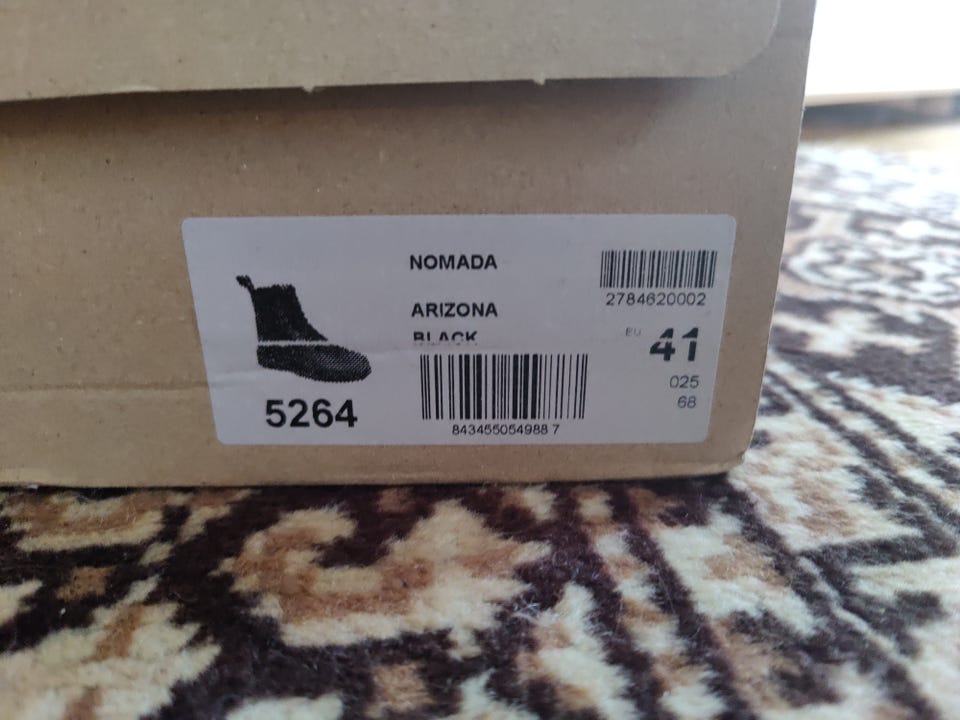 NOMADA
ARIZONA
BLACK
5264
843455054988 7
2784620002
EU 41
025
68